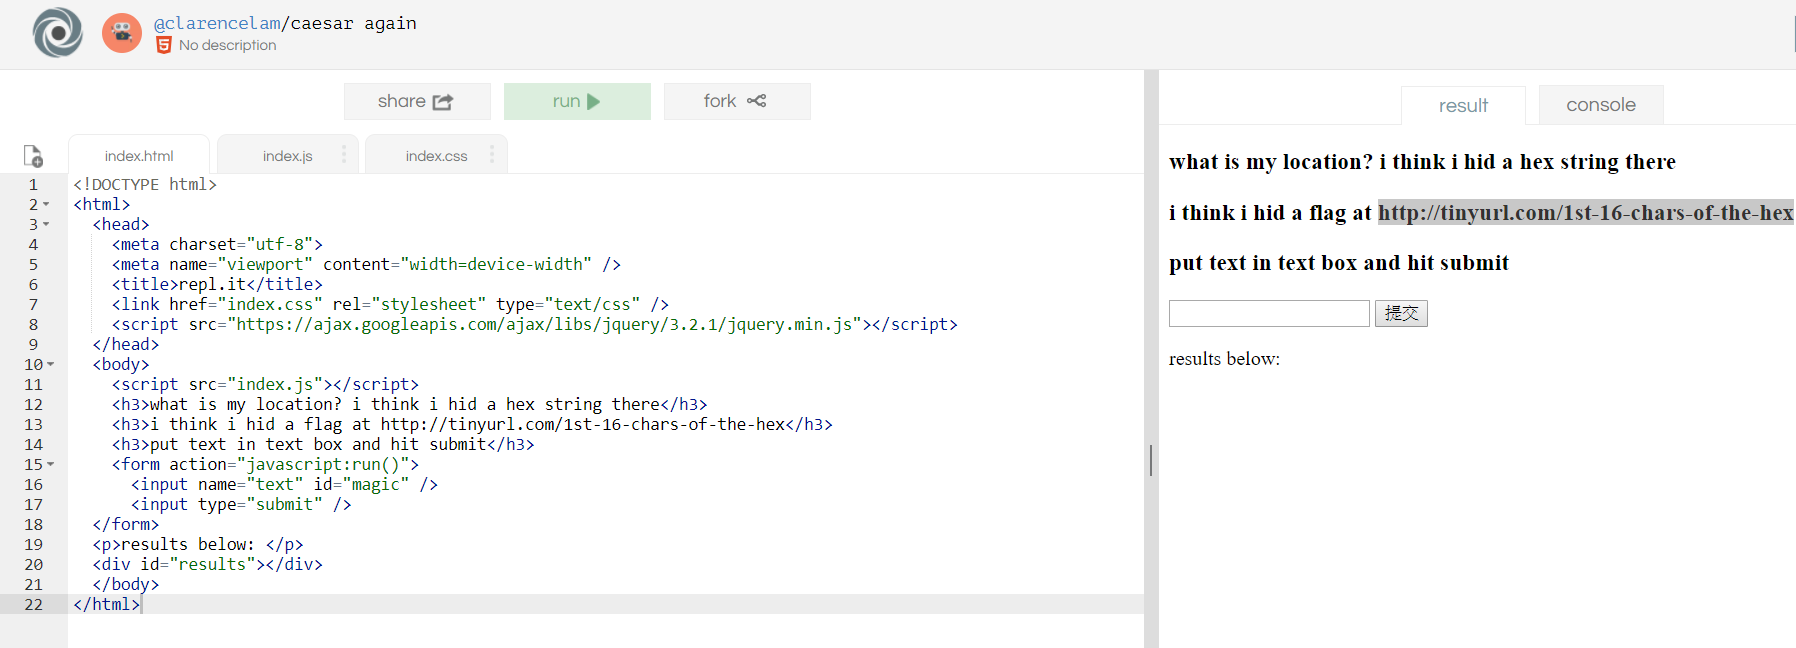 @clarencelam/caesar again
No description
share
run
fork
index.html
index.js
index.css
1 <!DOCTYPE html>
2 <html>
3 <head>
4 <meta charset="utf-8">
5 <meta name="viewport" content="width=device-width" />
6 <title>repl.it</title>
7 <link href="index.css" rel="stylesheet" type="text/css" />
8 <script src="https://ajax.googleapis.com/ajax/libs/jquery/3.2.1/jquery.min.js"></script>
9 </head>
10 <body>
11 <script src="index.js"></script>
12 <h3>what is my location? i think i hid a hex string there</h3>
13 <h3>i think i hid a flag at http://tinyurl.com/1st-16-chars-of-the-hex</h3>
14 <h3>put text in text box and hit submit</h3>
15 <form action="javascript:run()">
16 <input name="text" id="magic" />
17 <input type="submit" />
18 </form>
19 <p>results below: </p>
20 <div id="results"></div>
21 </body>
22 </html>
result
console
what is my location? i think i hid a hex string there
i think i hid a flag at http://tinyurl.com/1st-16-chars-of-the-hex
put text in text box and hit submit
提交
results below: